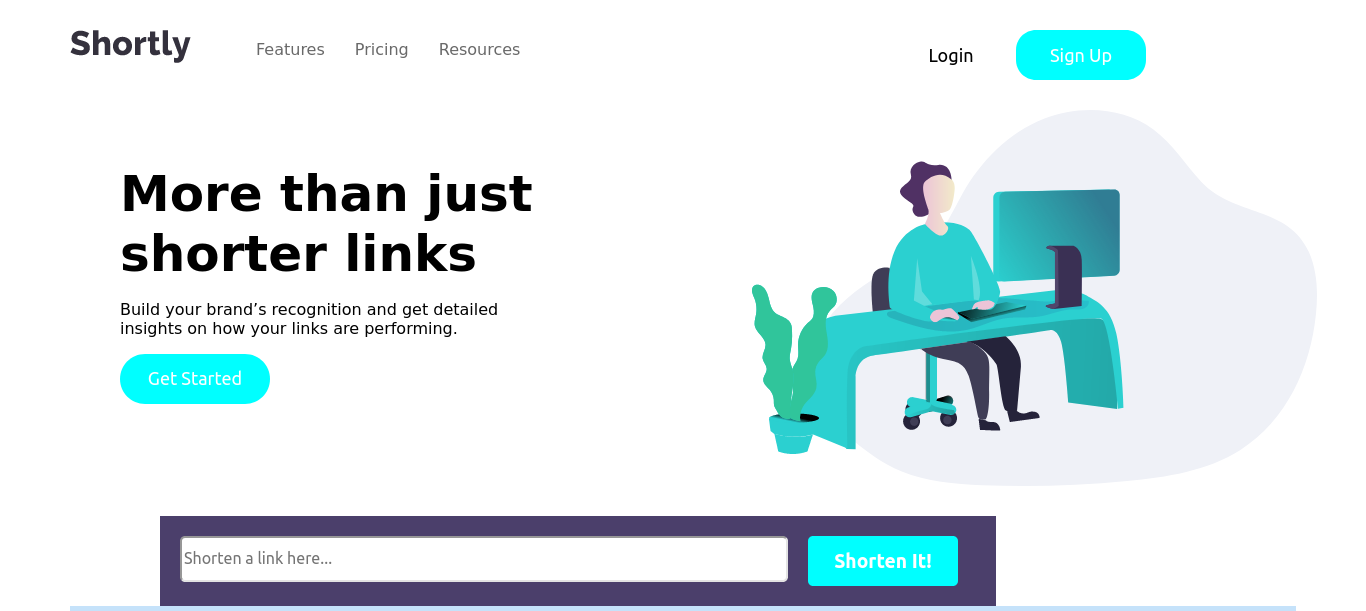 Shortly
Features Pricing Resources
Login
Sign Up
More than just
shorter links
Build your brand’s recognition and get detailed
insights on how your links are performing.
Get Started
Shorten a link here...
Shorten It!